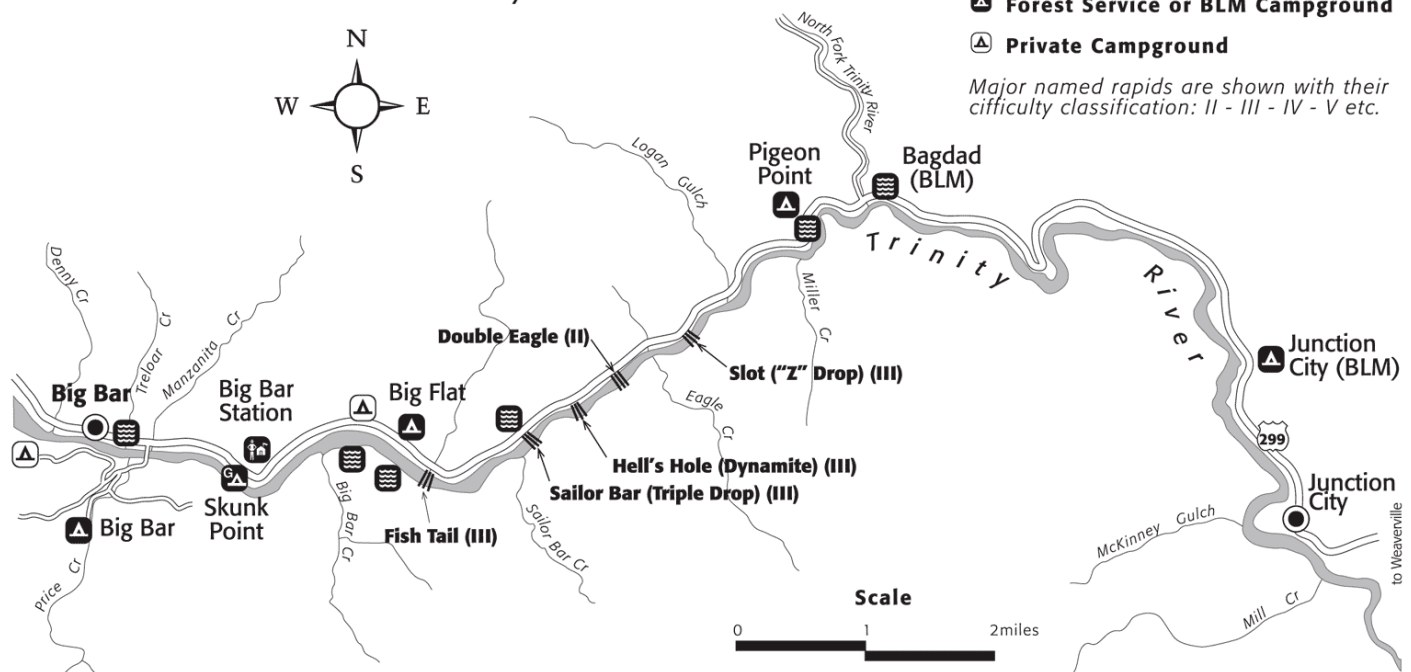 Forest Service or BLM Campground
Private Campground
Major named rapids are shown with their
cifficulty classification: II - III - IV - V etc.
N
W
E
S
North Fork Trinity River
Logan Gulch
Pigeon
Point
Bagdad
(BLM)
Trinity
River
Miller Cr
Denny Cr
Treloar Cr
Manzanita Cr
Double Eagle (II)
Slot (“Z” Drop) (III)
Junction
City (BLM)
Big Bar
Big Bar
Station
Big Flat
Eagle Cr
299
Hell's Hole (Dynamite) (III)
Sailor Bar (Triple Drop) (III)
G
Skunk
Point
Big Bar
Big Bar Cr
Fish Tail (III)
Sailor Bar Cr
Junction
City
McKinney Gulch
to Weaverville
Price Cr
Mill Cr
Scale
0
1
2miles